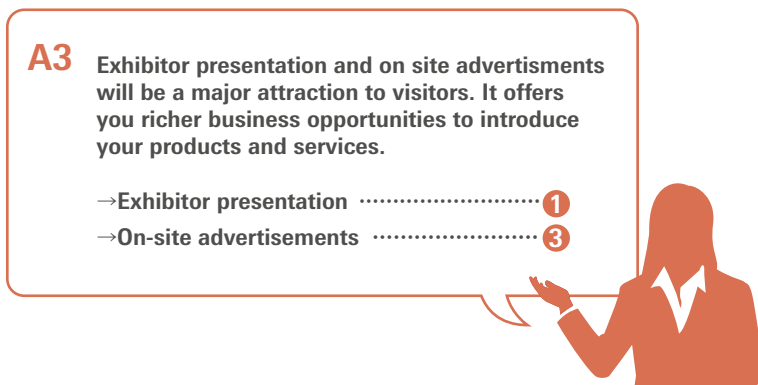 A3
Exhibitor presentation and on site advertisments
will be a major attraction to visitors. It offers
you richer business opportunities to introduce
your products and services.
→Exhibitor presentation ···························1
→On-site advertisements ························3